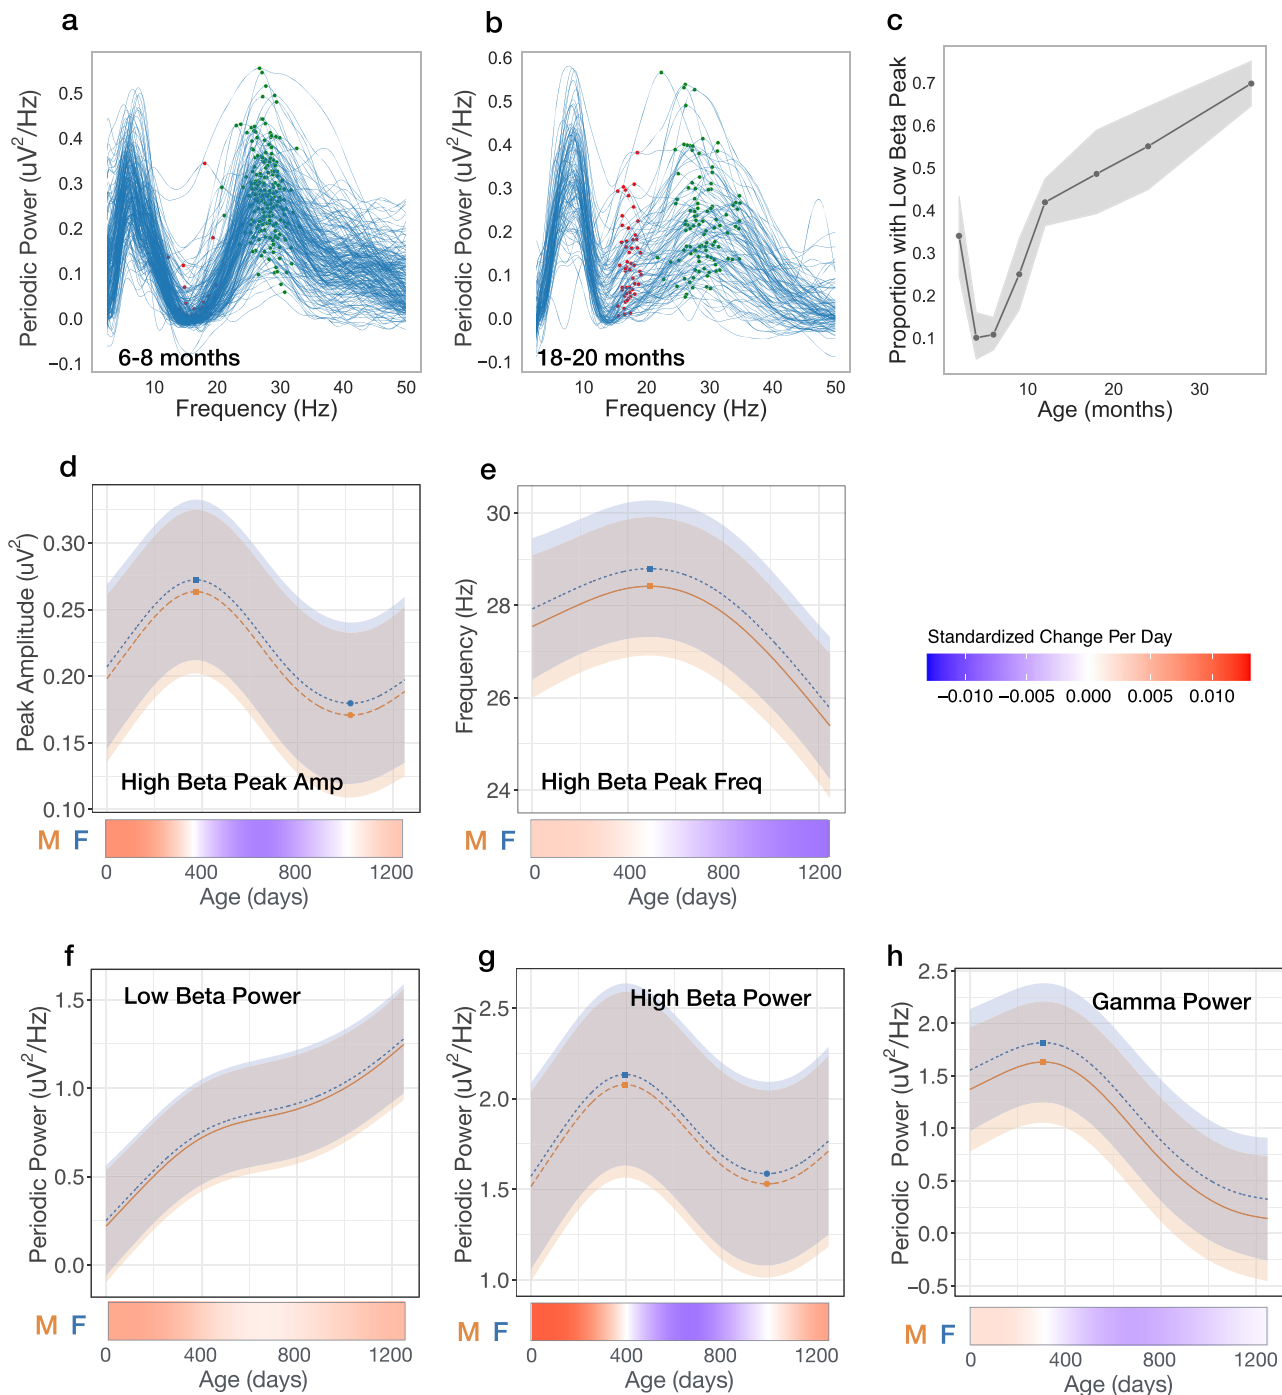 a
b
c
Periodic Power (uV²/Hz)
0.5
0.4
0.3
0.2
0.1
0.0
−0.1
6-8 months
10 20 30 40 50
Frequency (Hz)
Periodic Power (uV²/Hz)
0.6
0.5
0.4
0.3
0.2
0.1
0.0
−0.1
18-20 months
10 20 30 40 50
Frequency (Hz)
Proportion with Low Beta Peak
0.7
0.6
0.5
0.4
0.3
0.2
0.1
10 20 30
Age (months)
d
Peak Amplitude (uV²)
0.30
0.25
0.20
0.15
0.10
High Beta Peak Amp
M F
0 400 800 1200
Age (days)
e
Frequency (Hz)
30
28
26
24
High Beta Peak Freq
0 400 800 1200
Age (days)
Standardized Change Per Day
−0.010 −0.005 0.000 0.005 0.010
f
Periodic Power (uV²/Hz)
1.5
1.0
0.5
0.0
Low Beta Power
M F
0 400 800 1200
Age (days)
g
Periodic Power (uV²/Hz)
2.5
2.0
1.5
1.0
High Beta Power
M F
0 400 800 1200
Age (days)
h
Periodic Power (uV²/Hz)
2.5
2.0
1.5
1.0
0.5
0.0
−0.5
Gamma Power
M F
0 400 800 1200
Age (days)